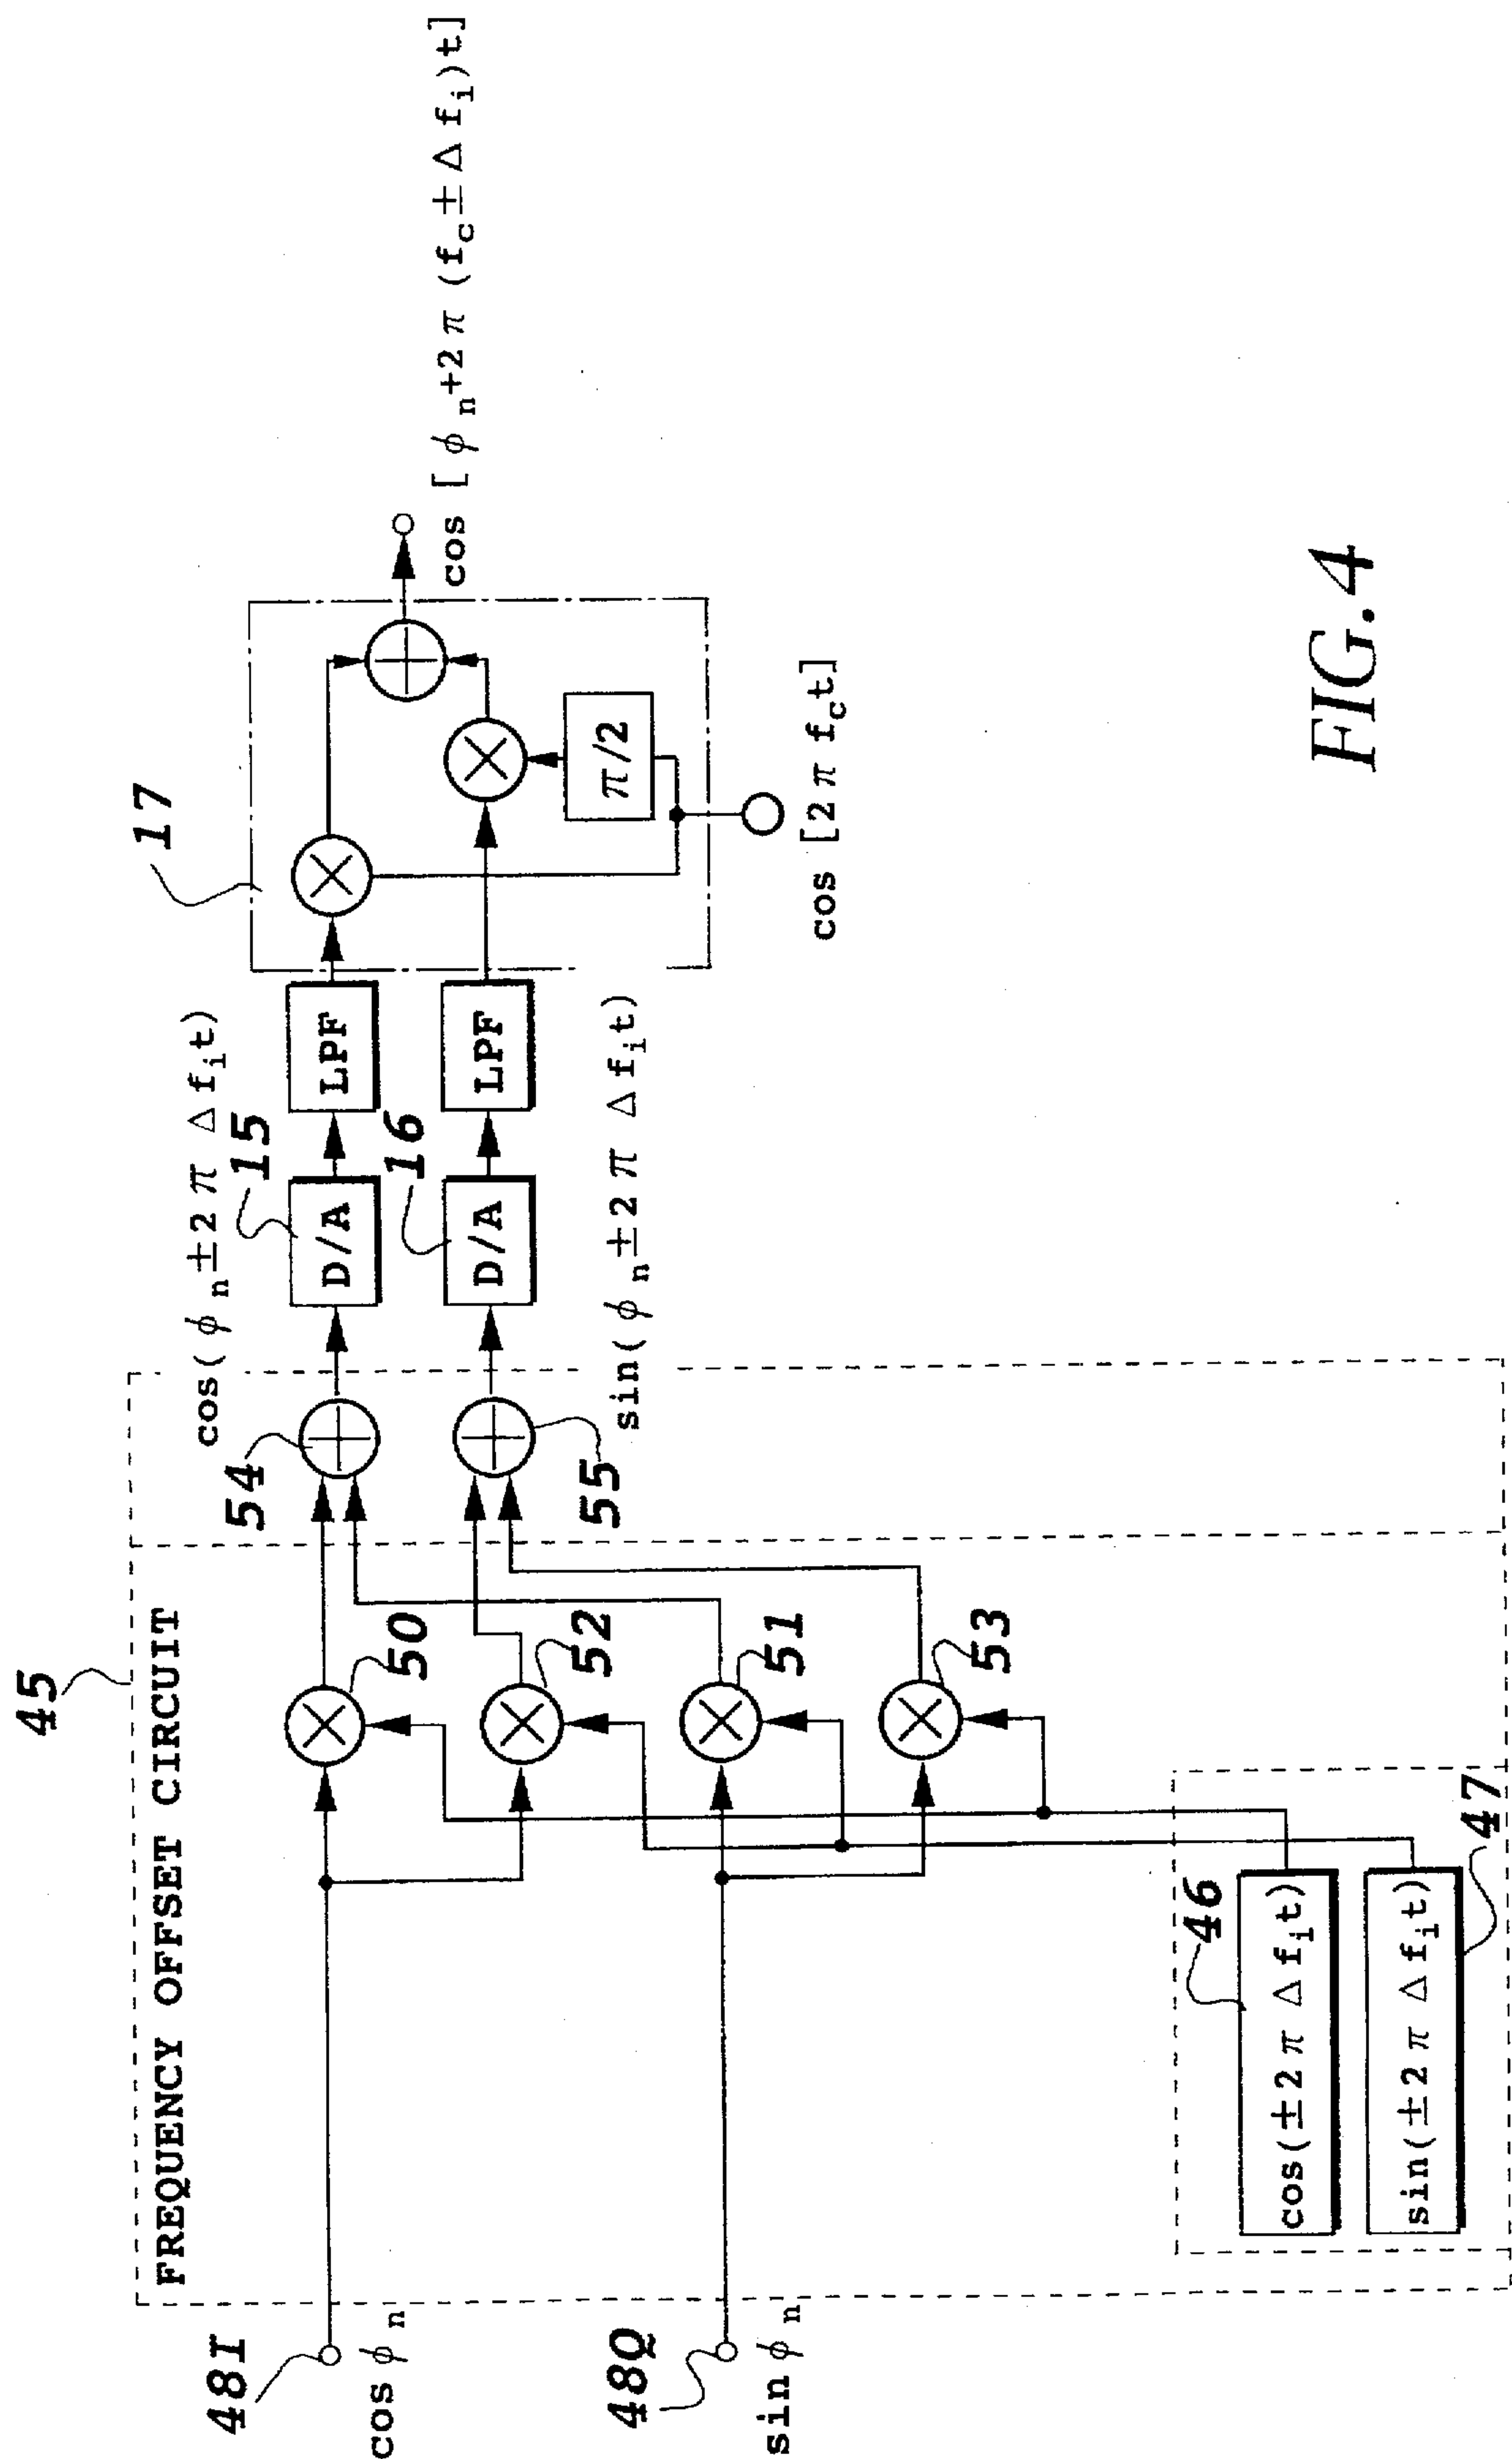 45
FREQUENCY OFFSET CIRCUIT
48I
cos φn
48Q
sin φn
50
52
51
53
46
cos(±2π Δfit)
47
sin(±2π Δfit)
54
55
cos(φn±2π Δfit)
15
D/A
LPF
16
D/A
LPF
sin(φn±2π Δfit)
17
π/2
cos [2π fct]
cos [φn+2π (fc±Δfi)t]
FIG.4